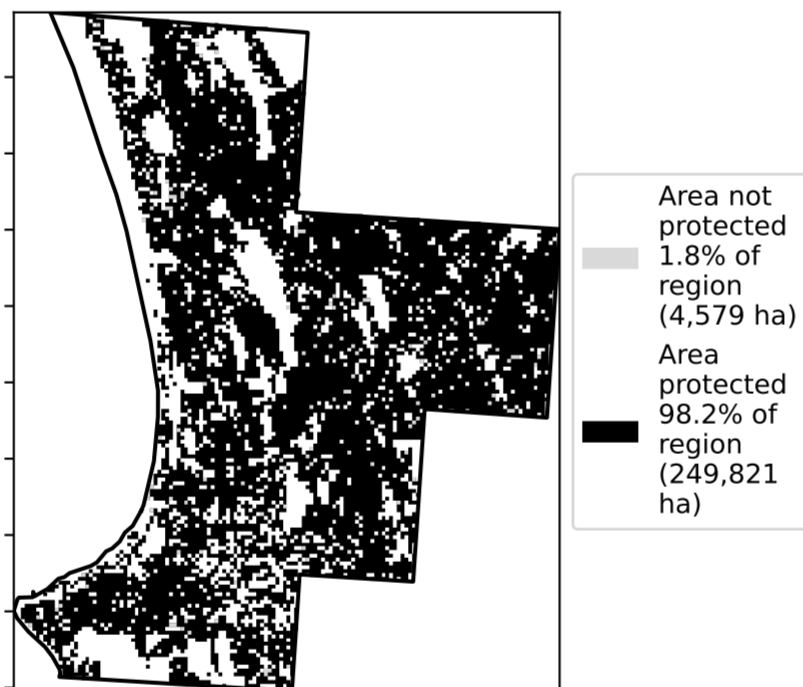 Area not
protected
1.8% of
region
(4,579 ha)
Area
protected
98.2% of
region
(249,821
ha)